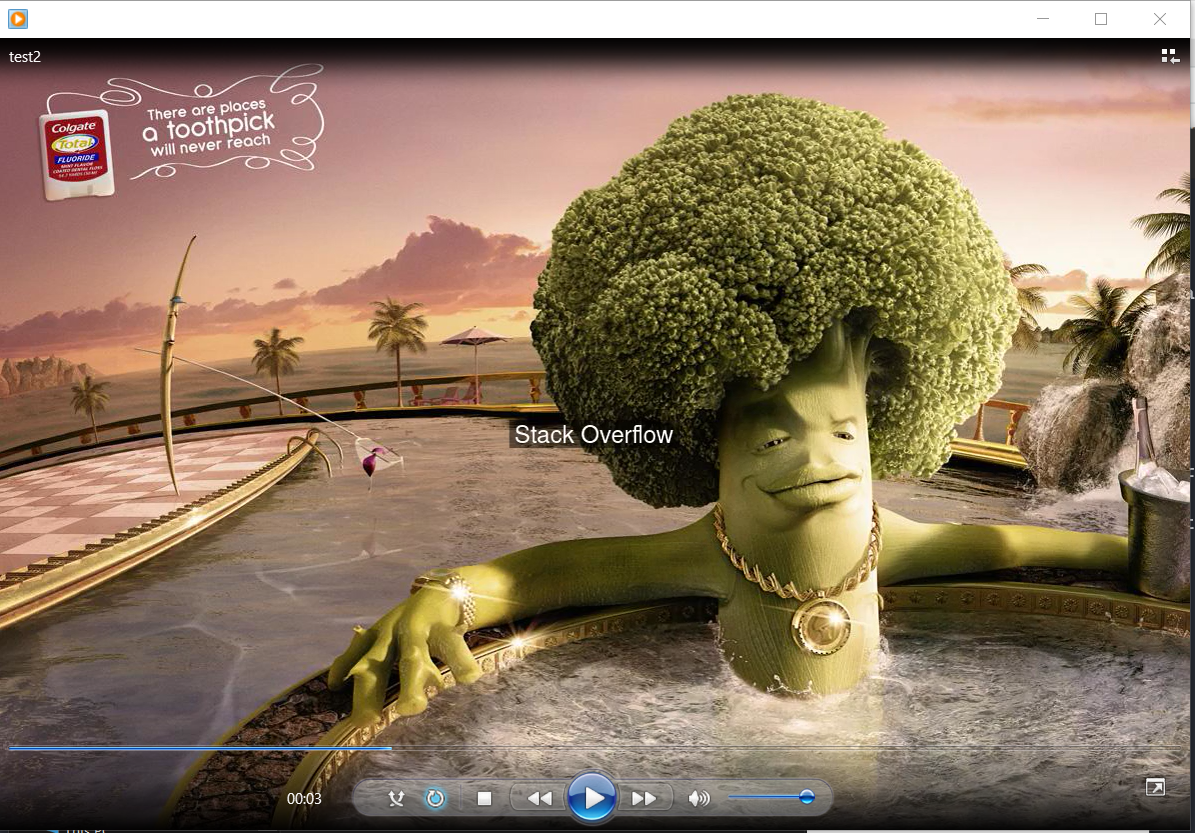 test2
There are places
a toothpick
will never reach
Colgate
Total
FLUORIDE
MINT FLAVOR
COATED DENTAL FLOSS
Stack Overflow
00:03